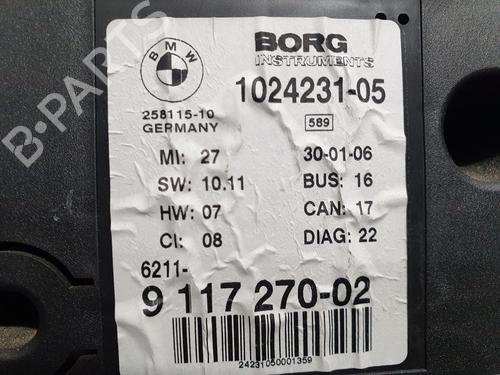 BMW
BORG
INSTRUMENTS
258115-10
GERMANY
1024231-05
589
MI: 27
30-01-06
SW: 10.11
BUS: 16
HW: 07
CAN: 17
CI: 08
DIAG: 22
6211-
9 117 270-02
24231050001359
B-PARTS